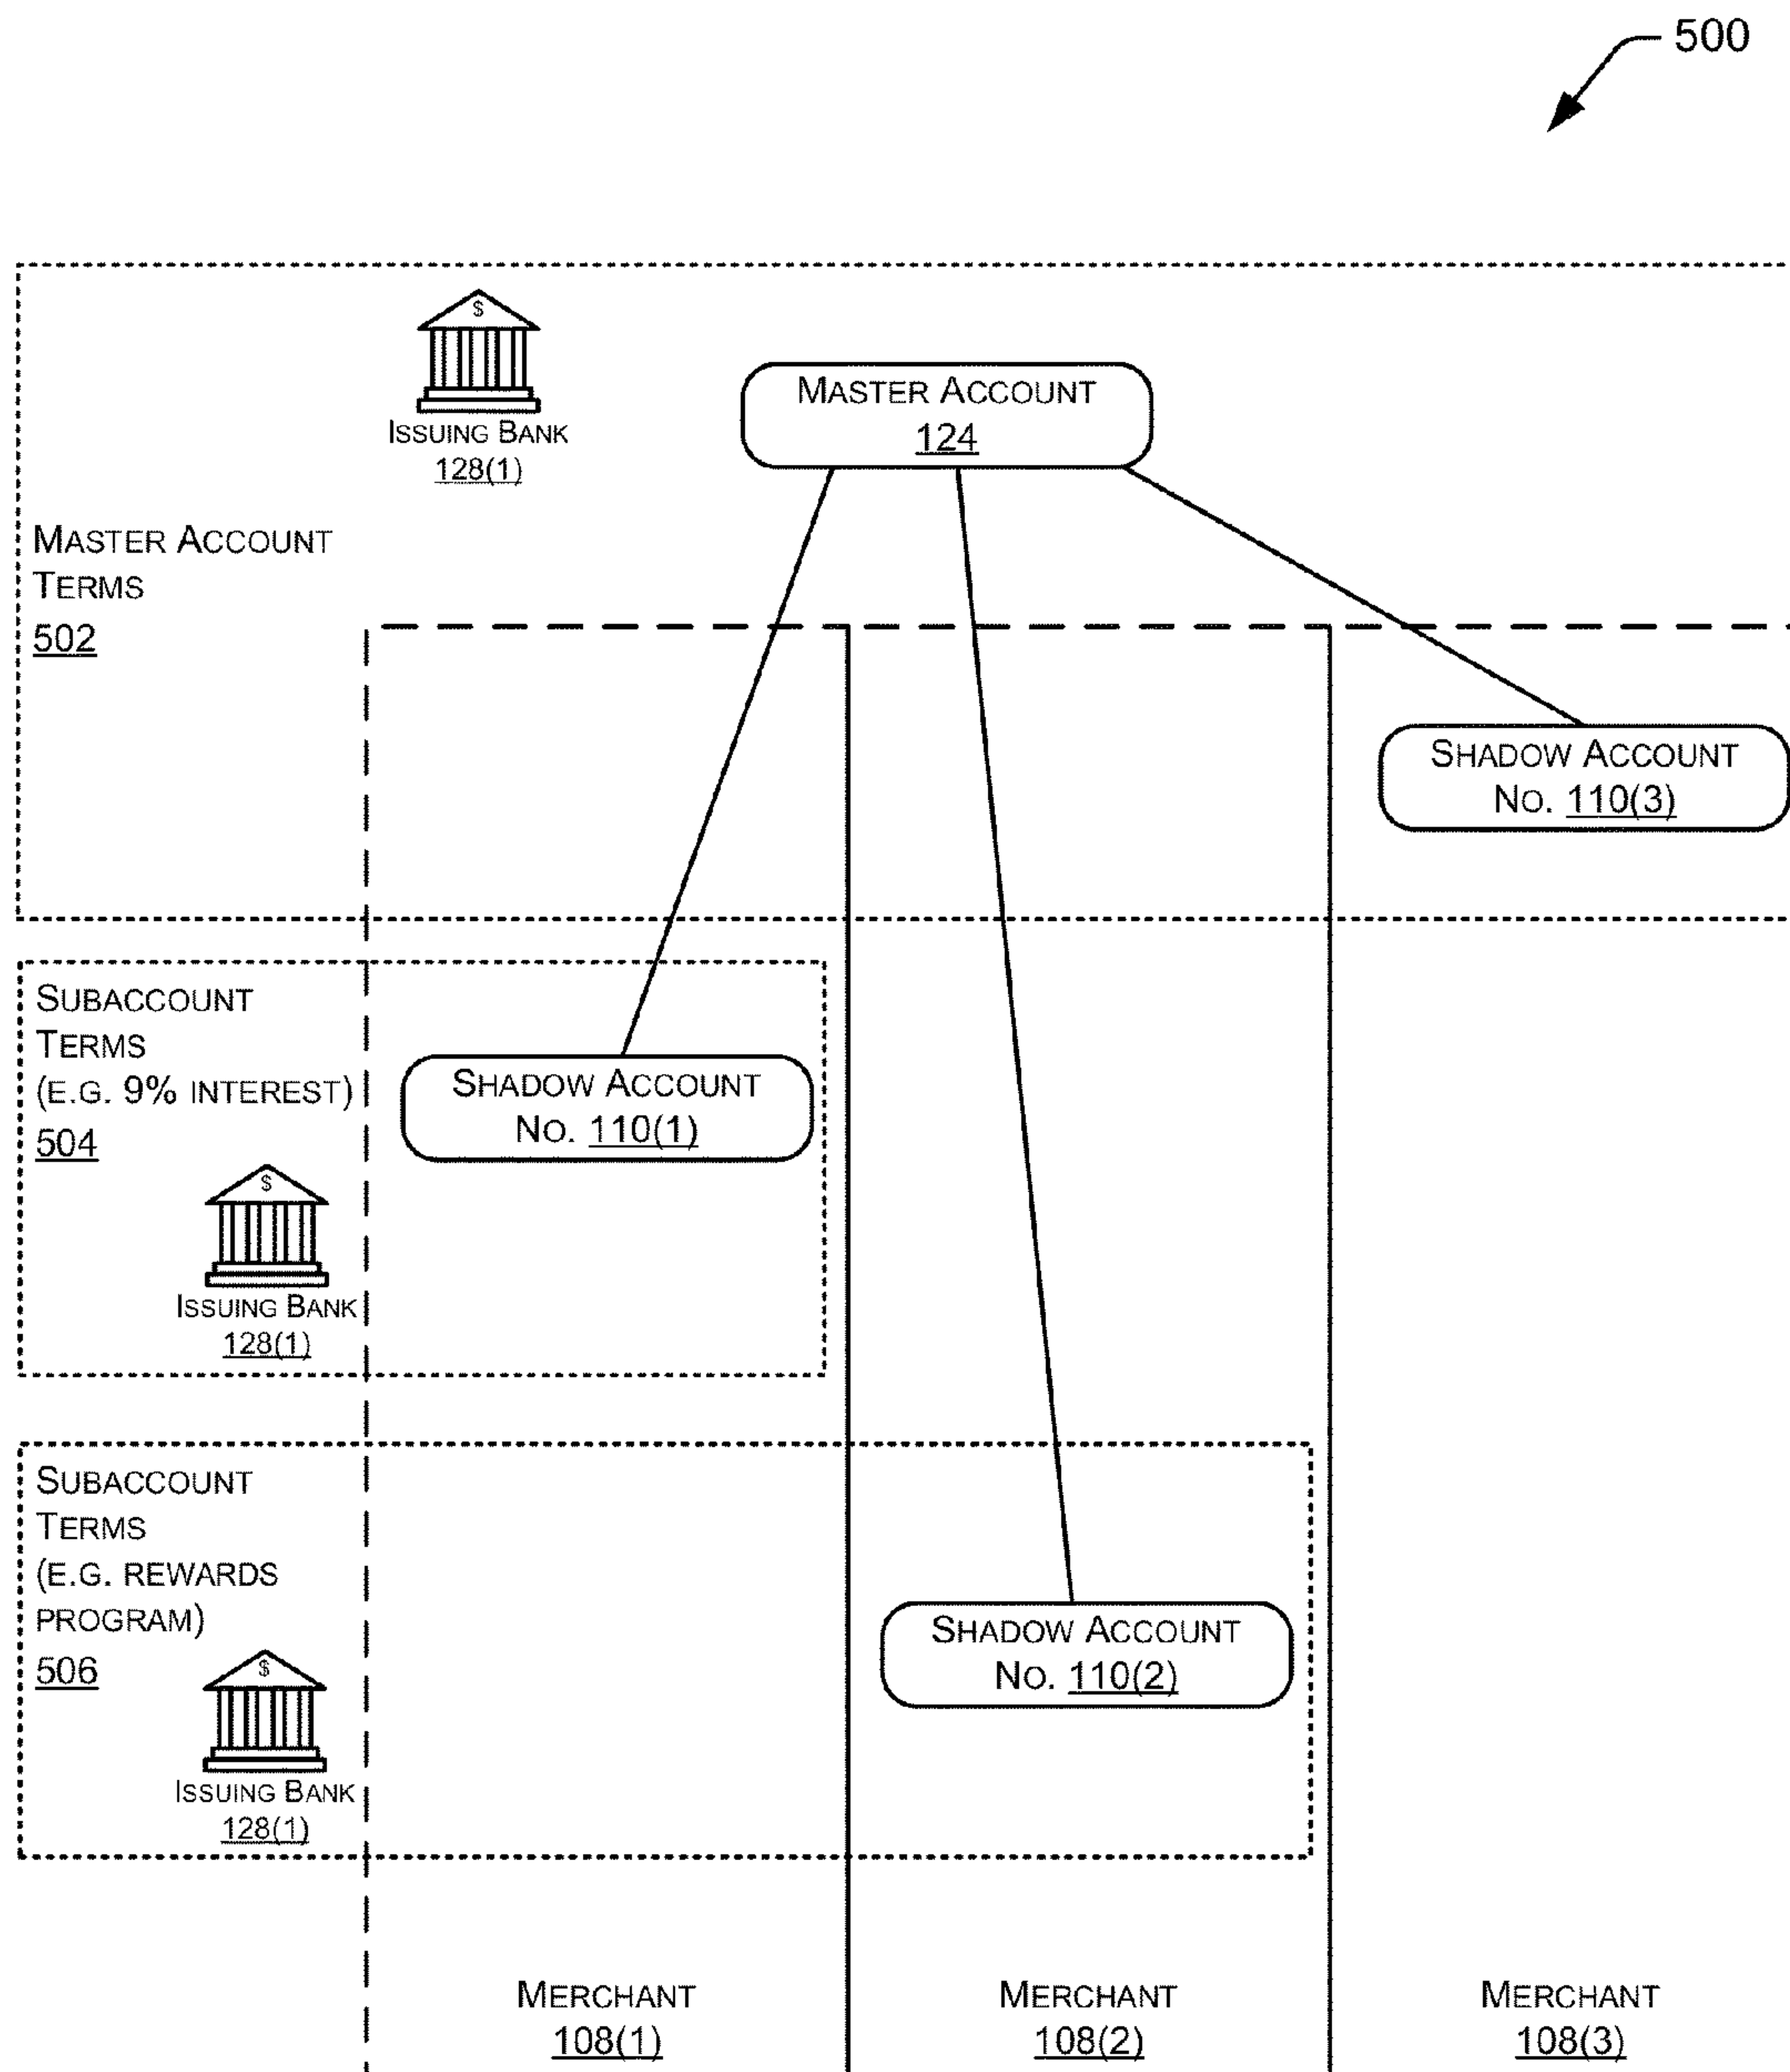 500
$
ISSUING BANK
128(1)
MASTER ACCOUNT
124
MASTER ACCOUNT
TERMS
502
SHADOW ACCOUNT
NO. 110(3)
SUBACCOUNT
TERMS
(E.G. 9% INTEREST)
504
SHADOW ACCOUNT
NO. 110(1)
$
ISSUING BANK
128(1)
SUBACCOUNT
TERMS
(E.G. REWARDS
PROGRAM)
506
SHADOW ACCOUNT
NO. 110(2)
$
ISSUING BANK
128(1)
MERCHANT
108(1)
MERCHANT
108(2)
MERCHANT
108(3)